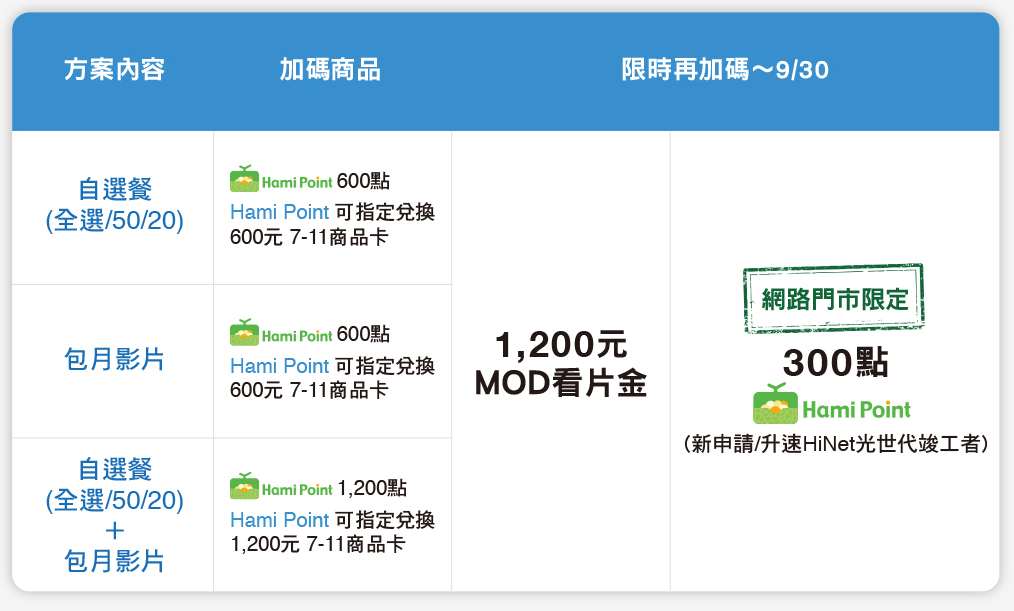 方案內容
加碼商品
限時再加碼～9/30
自選餐
(全選/50/20)
Hami Point 600點
Hami Point 可指定兌換
600元 7-11商品卡
包月影片
Hami Point 600點
Hami Point 可指定兌換
600元 7-11商品卡
自選餐
(全選/50/20)
＋
包月影片
Hami Point 1,200點
Hami Point 可指定兌換
1,200元 7-11商品卡
1,200元
MOD看片金
網路門市限定
300點
Hami Point
(新申請/升速HiNet光世代竣工者)